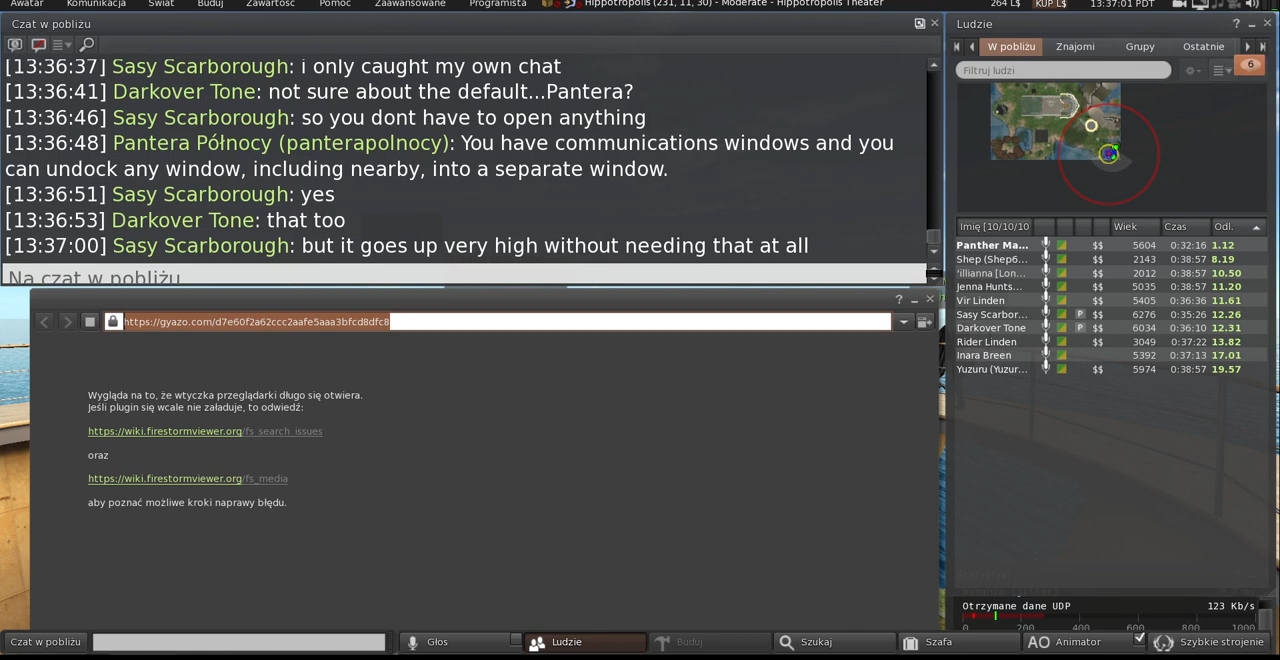 Awatar Komunikacja Świat Buduj Zawartość Pomoc Zaawansowane Programista Hippotropolis (231, 11, 30) - Moderate - Hippotropolis Theater 264 L$ KUP L$ 13:37:01 PDT
Czat w pobliżu
[13:36:37] Sasy Scarborough: i only caught my own chat
[13:36:41] Darkover Tone: not sure about the default...Pantera?
[13:36:46] Sasy Scarborough: so you dont have to open anything
[13:36:48] Pantera Północy (panterapolnocy): You have communications windows and you
can undock any window, including nearby, into a separate window.
[13:36:51] Sasy Scarborough: yes
[13:36:53] Darkover Tone: that too
[13:37:00] Sasy Scarborough: but it goes up very high without needing that at all
Na czat w pobliżu
https://gyazo.com/d7e60f2a62ccc2aafe5aaa3bfcd8dfc8
Wygląda na to, że wtyczka przeglądarki długo się otwiera.
Jeśli plugin się wcale nie załaduje, to odwiedź:
https://wiki.firestormviewer.org/fs_search_issues
oraz
https://wiki.firestormviewer.org/fs_media
aby poznać możliwe kroki naprawy błędu.
Ludzie ?
W pobliżu Znajomi Grupy Ostatnie
Filtruj ludzi 6
Imię [10/10/10 Wiek Czas Odl.
Panther Ma... $$ 5604 0:32:16 1.12
Shep (Shep6... $$ 2143 0:38:57 8.19
'illianna [Lon... $$ 2012 0:38:57 10.50
Jenna Hunts... $$ 5035 0:38:57 11.20
Vir Linden $$ 5405 0:36:36 11.61
Sasy Scarbor... P $$ 6276 0:35:26 12.26
Darkover Tone P $$ 6034 0:36:10 12.31
Rider Linden $$ 3049 0:37:22 13.82
Inara Breen 5392 0:37:13 17.01
Yuzuru (Yuzur... $$ 5974 0:38:57 19.57
Otrzymane dane UDP 123 Kb/s
0 200 400 600 800 1000
Czat w pobliżu Głos Ludzie Buduj Szukaj Szafa AO Animator Szybkie strojenie